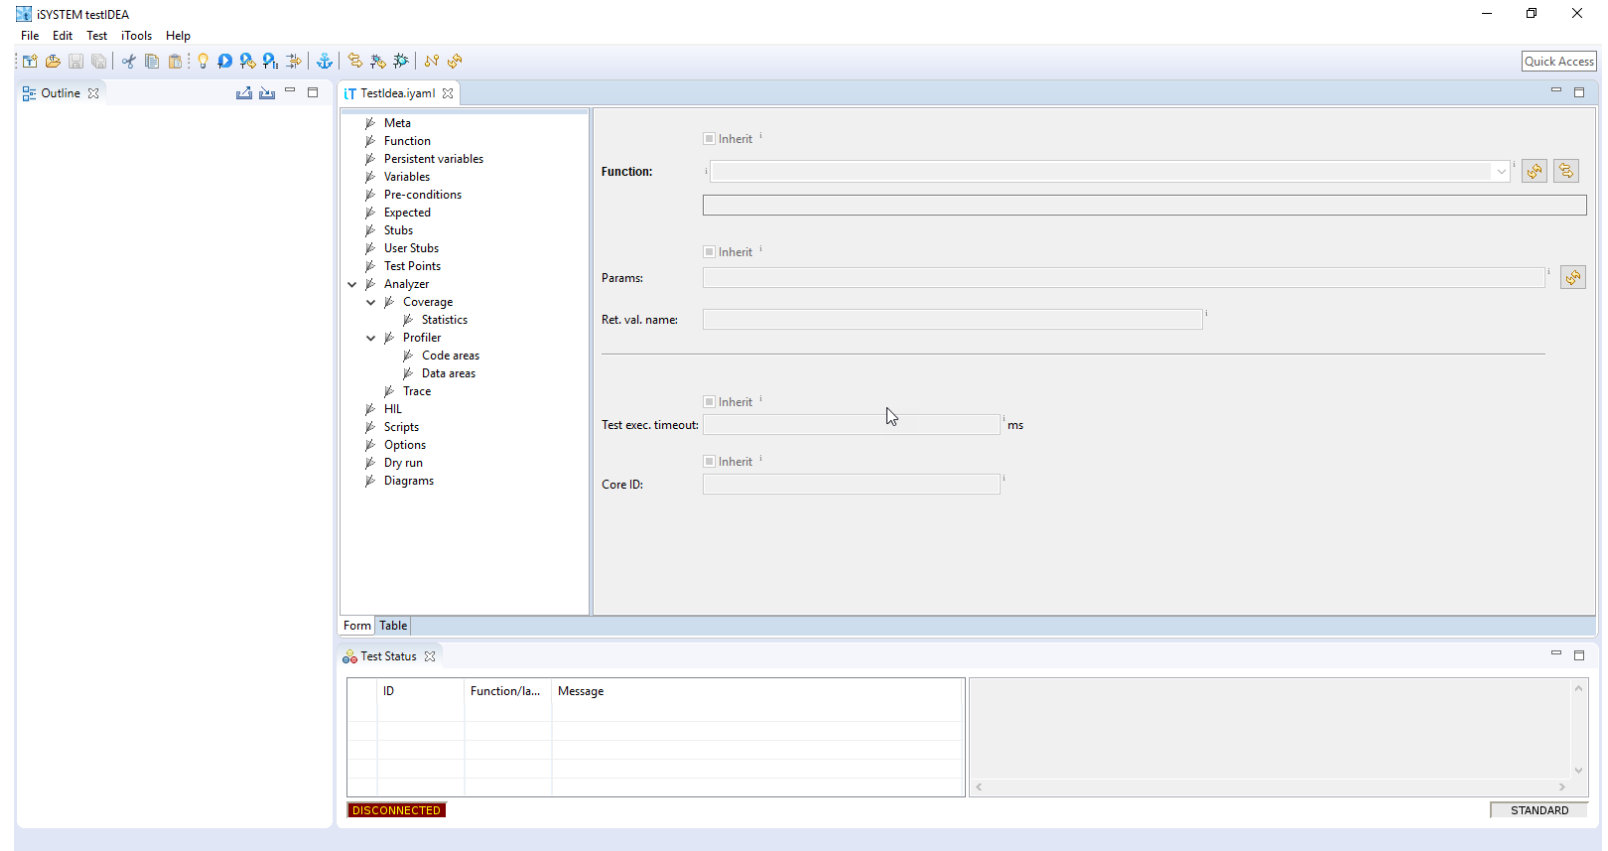 iSYSTEM testIDEA
File Edit Test iTools Help
Quick Access
Outline
iT TestIdea.iyaml
Meta
Function
Persistent variables
Variables
Pre-conditions
Expected
Stubs
User Stubs
Test Points
Analyzer
Coverage
Statistics
Profiler
Code areas
Data areas
Trace
HIL
Scripts
Options
Dry run
Diagrams
Inherit i
Function: i i
Inherit i
Params: i
Ret. val. name: i
Inherit i
Test exec. timeout: i ms
Inherit i
Core ID: i
Form Table
Test Status
ID Function/la... Message
DISCONNECTED
STANDARD